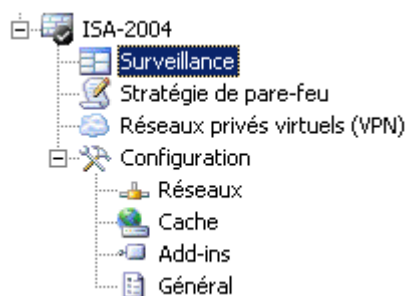 ISA-2004
Surveillance
Stratégie de pare-feu
Réseaux privés virtuels (VPN)
Configuration
Réseaux
Cache
Add-ins
Général